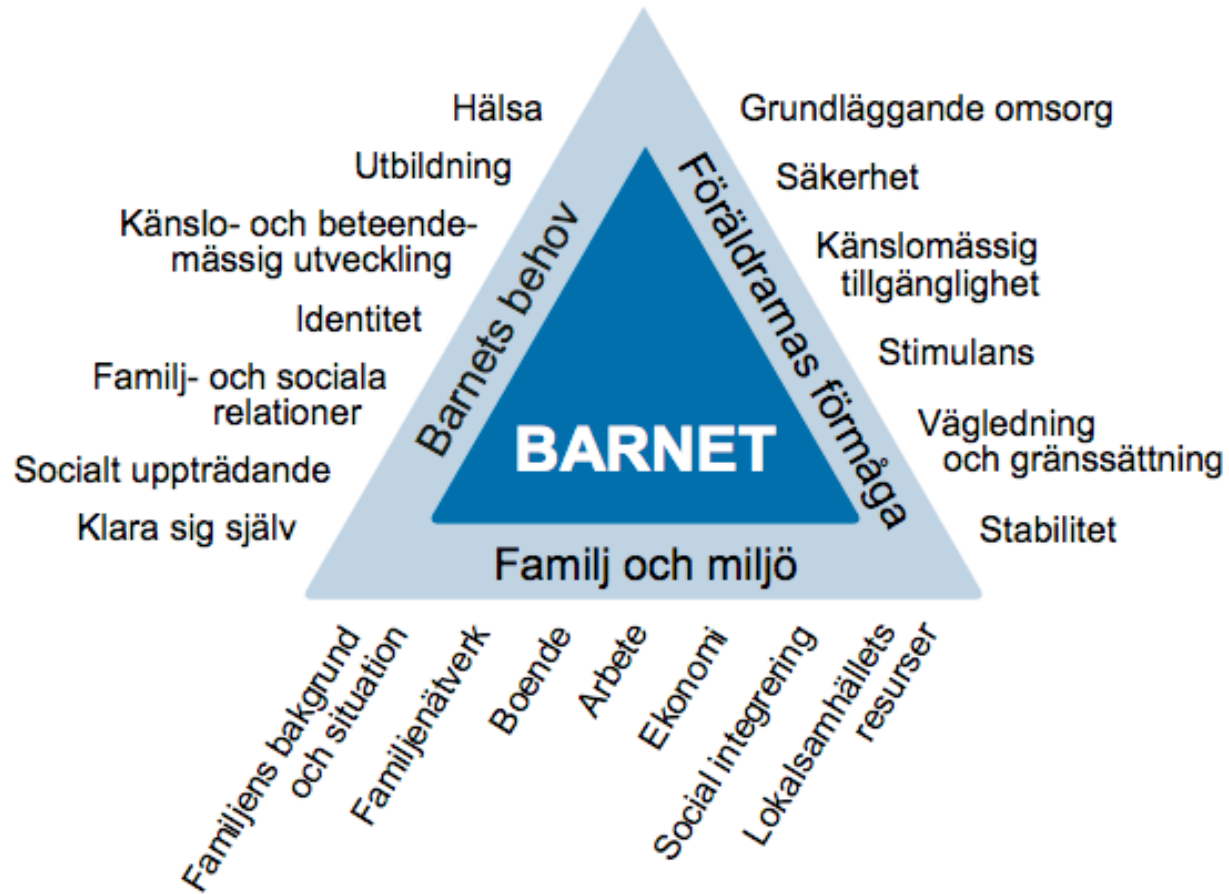 Hälsa
Utbildning
Känslo- och beteende-
mässig utveckling
Identitet
Familj- och sociala
relationer
Socialt uppträdande
Klara sig själv
Barnets behov
BARNET
Föräldrarnas förmåga
Grundläggande omsorg
Säkerhet
Känslomässig
tillgänglighet
Stimulans
Vägledning
och gränssättning
Stabilitet
Familj och miljö
Familjens bakgrund
och situation
Familjenätverk
Boende
Arbete
Ekonomi
Social integrering
Lokalsamhällets
resurser